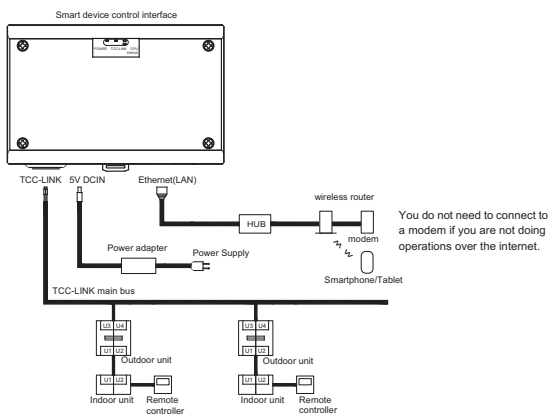 Smart device control interface
POWER TCC-LINK CPU
ERROR
TCC-LINK 5V DCIN Ethernet(LAN)
wireless router
HUB
modem
You do not need to connect to
a modem if you are not doing
operations over the internet.
Power adapter
Power Supply
Smartphone/Tablet
TCC-LINK main bus
U3 U4
U1 U2
Outdoor unit
U1 U2
Indoor unit
Remote
controller
U3 U4
U1 U2
Outdoor unit
U1 U2
Indoor unit
Remote
controller